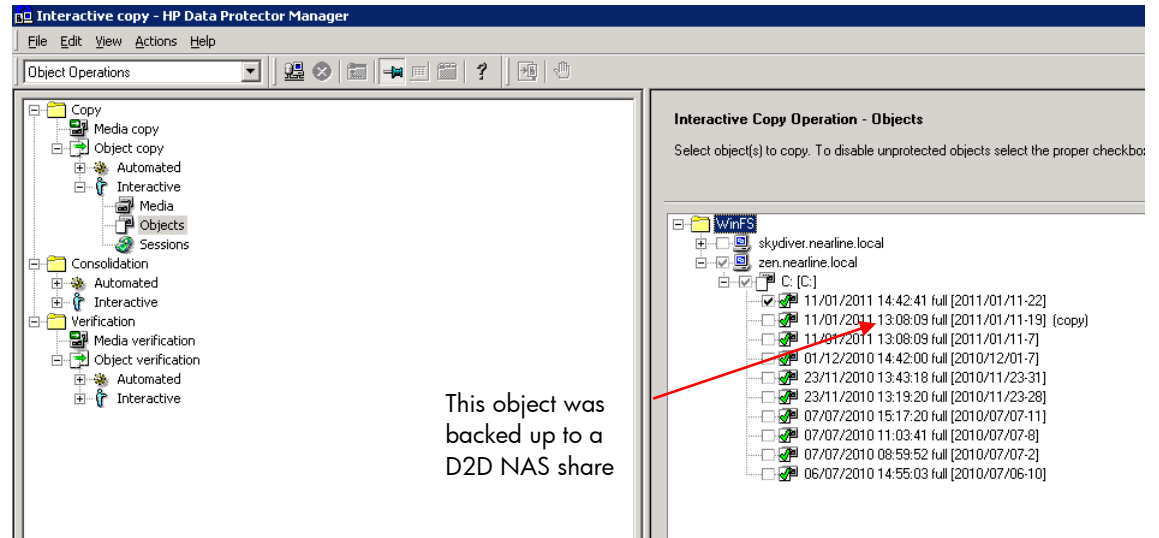 Interactive copy - HP Data Protector Manager
File Edit View Actions Help
Object Operations
Copy
Media copy
Object copy
Automated
Interactive
Media
Objects
Sessions
Consolidation
Automated
Interactive
Verification
Media verification
Object verification
Automated
Interactive
This object was
backed up to a
D2D NAS share
Interactive Copy Operation - Objects
Select object(s) to copy. To disable unprotected objects select the proper checkbo
WinFS
skydiver.nearline.local
zen.nearline.local
C: [C:]
11/01/2011 14:42:41 full [2011/01/11-22]
11/01/2011 13:08:09 full [2011/01/11-19] (copy)
11/01/2011 13:08:09 full [2011/01/11-7]
01/12/2010 14:42:00 full [2010/12/01-7]
23/11/2010 13:43:18 full [2010/11/23-31]
23/11/2010 13:19:20 full [2010/11/23-28]
07/07/2010 15:17:20 full [2010/07/07-11]
07/07/2010 11:03:41 full [2010/07/07-8]
07/07/2010 08:59:52 full [2010/07/07-2]
06/07/2010 14:55:03 full [2010/07/06-10]